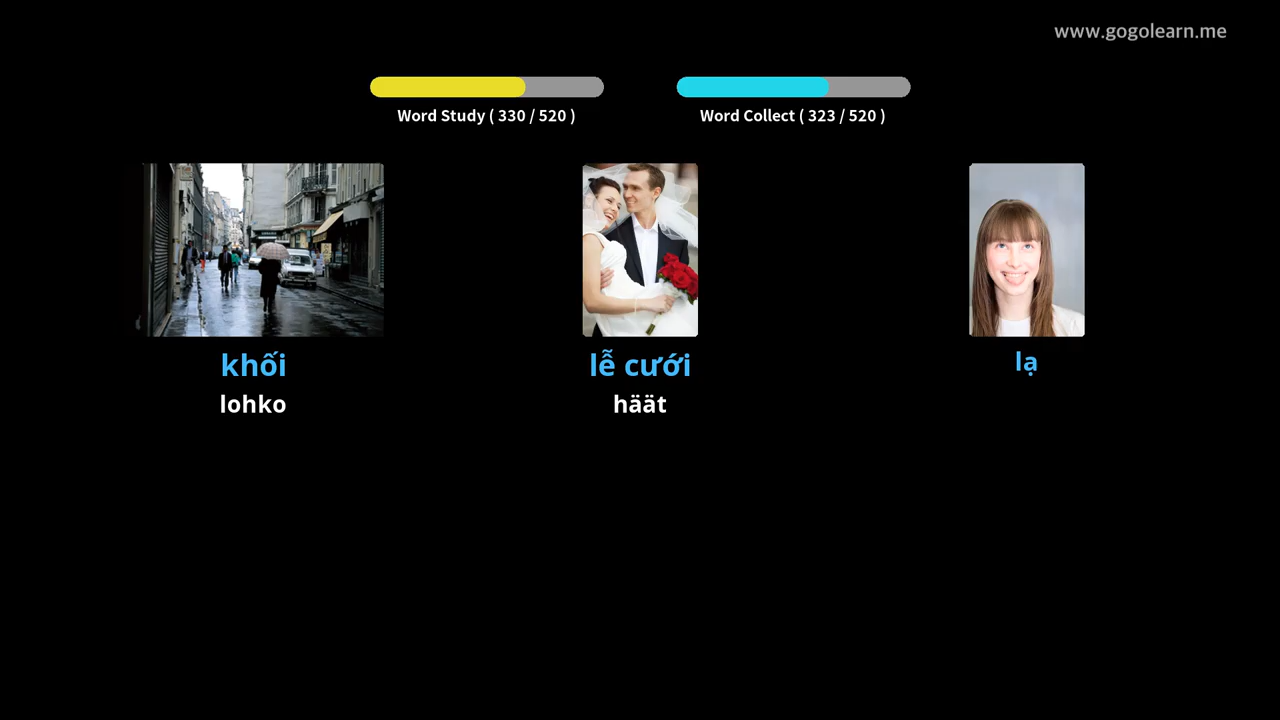 www.gogolearn.me
Word Study ( 330 / 520 )
Word Collect ( 323 / 520 )
khối
lễ cưới
lạ
lohko
häät